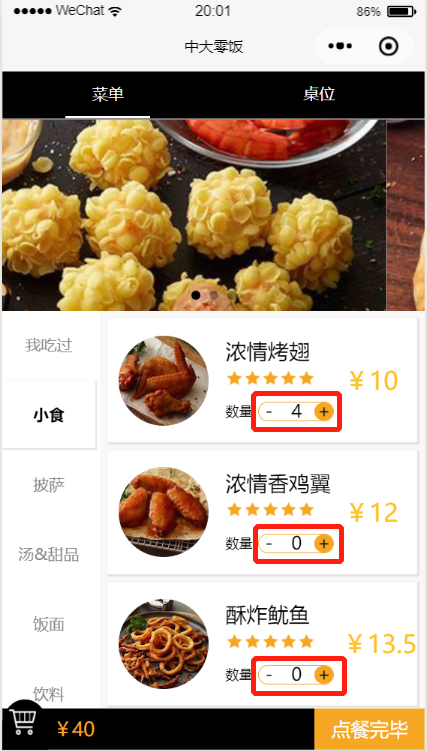 WeChat 20:01 86%
中大零饭
菜单 桌位
我吃过
小食
披萨
汤&甜品
饭面
饮料
浓情烤翅
¥10
数量 - 4 +
浓情香鸡翼
¥12
数量 - 0 +
酥炸鱿鱼
¥13.5
数量 - 0 +
¥40 点餐完毕